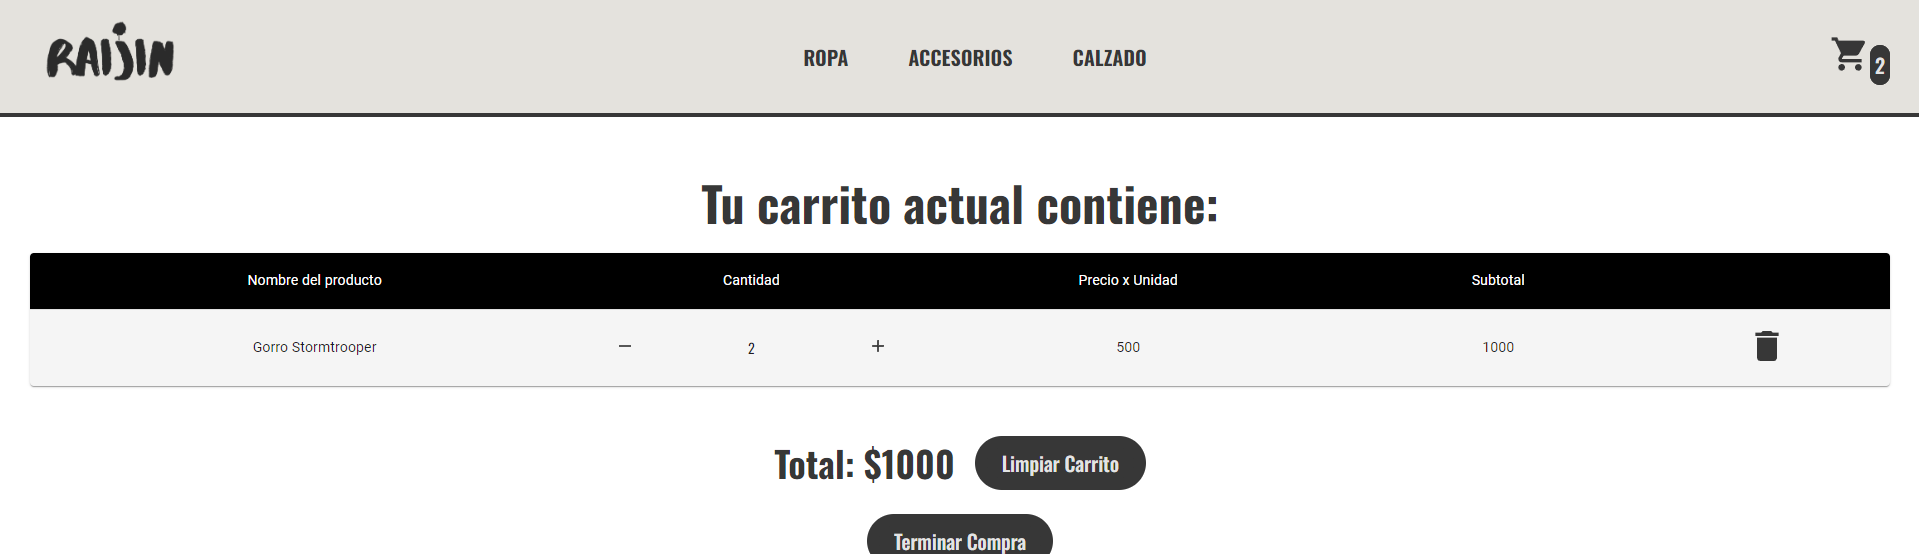 RAIJIN
ROPA ACCESORIOS CALZADO
2
Tu carrito actual contiene:
Nombre del producto Cantidad Precio x Unidad Subtotal
Gorro Stormtrooper − 2 + 500 1000
Total: $1000 Limpiar Carrito
Terminar Compra